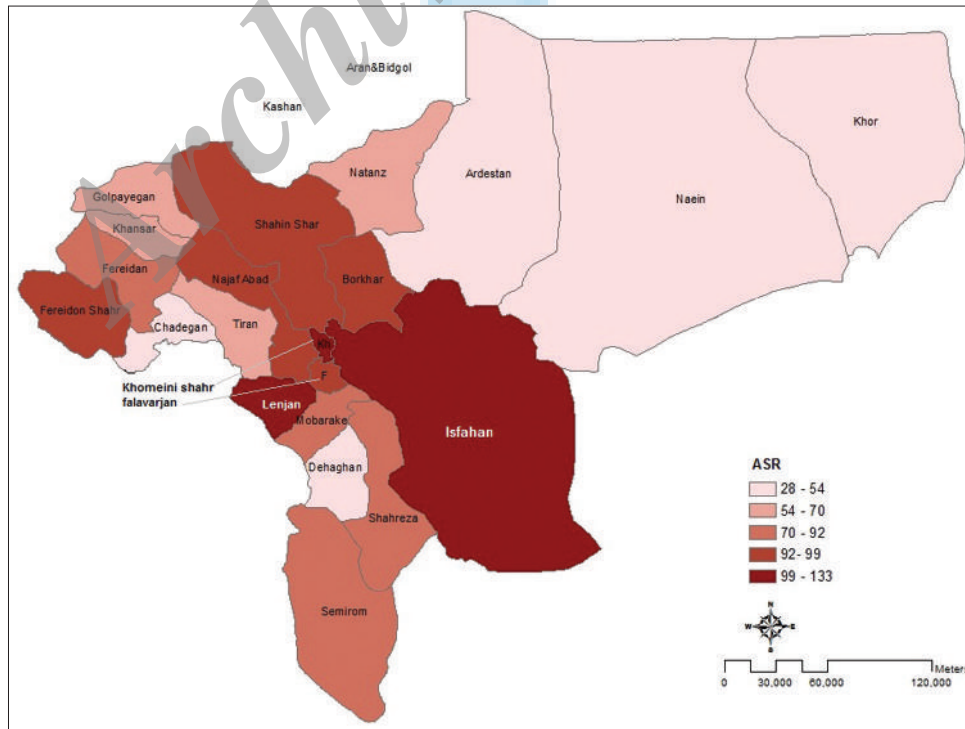 Aran&Bidgol
Kashan
Khor
Natanz
Ardestan
Naein
Golpayegan
Khansar
Shahin Shar
Fereidan
Najaf Abad
Borkhar
Fereidon Shahr
Chadegan
Tiran
Kh
Khomeini shahr
falavarjan
F
Lenjan
Mobarake
Isfahan
Dehaghan
Shahreza
Semirom
ASR
28 - 54
54 - 70
70 - 92
92- 99
99 - 133
N
W E
S
Meters
0 30,000 60,000 120,000